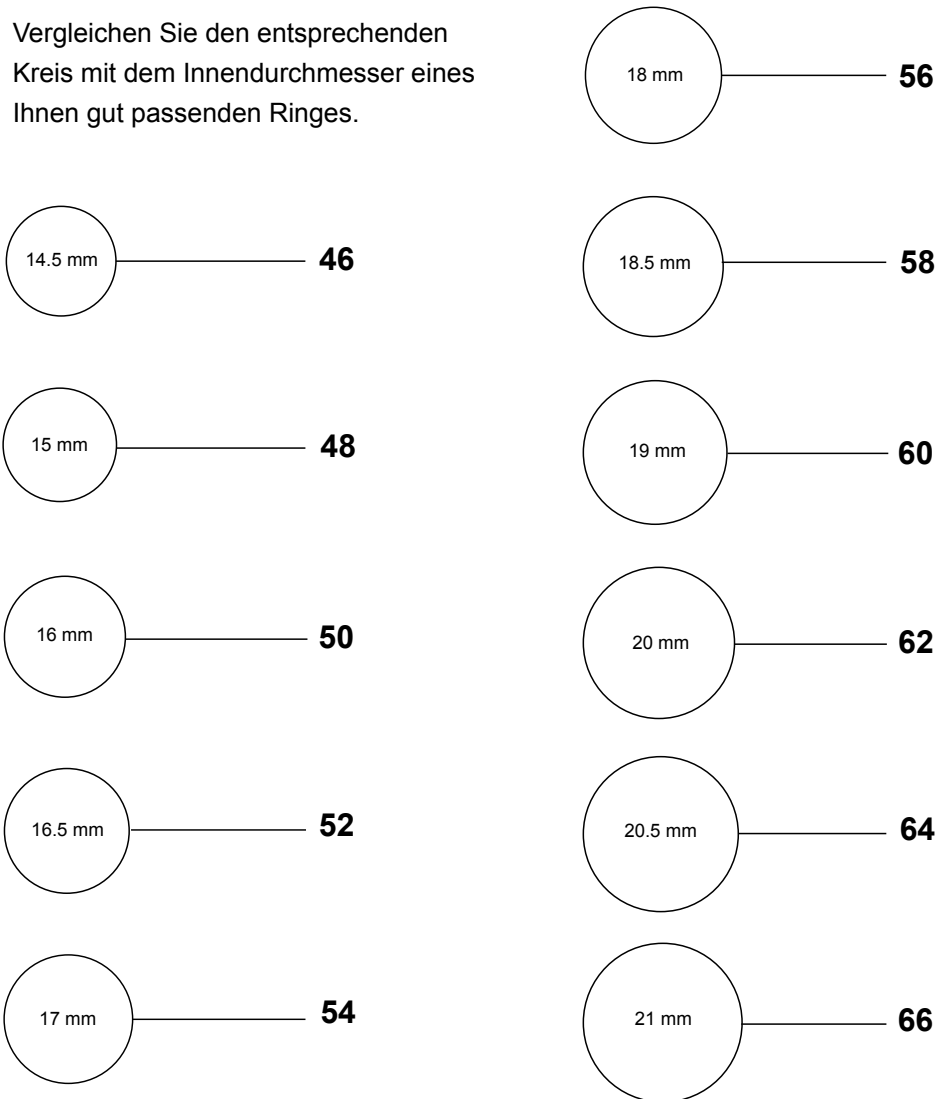 Vergleichen Sie den entsprechenden
Kreis mit dem Innendurchmesser eines
Ihnen gut passenden Ringes.
14.5 mm 46
15 mm 48
16 mm 50
16.5 mm 52
17 mm 54
18 mm 56
18.5 mm 58
19 mm 60
20 mm 62
20.5 mm 64
21 mm 66